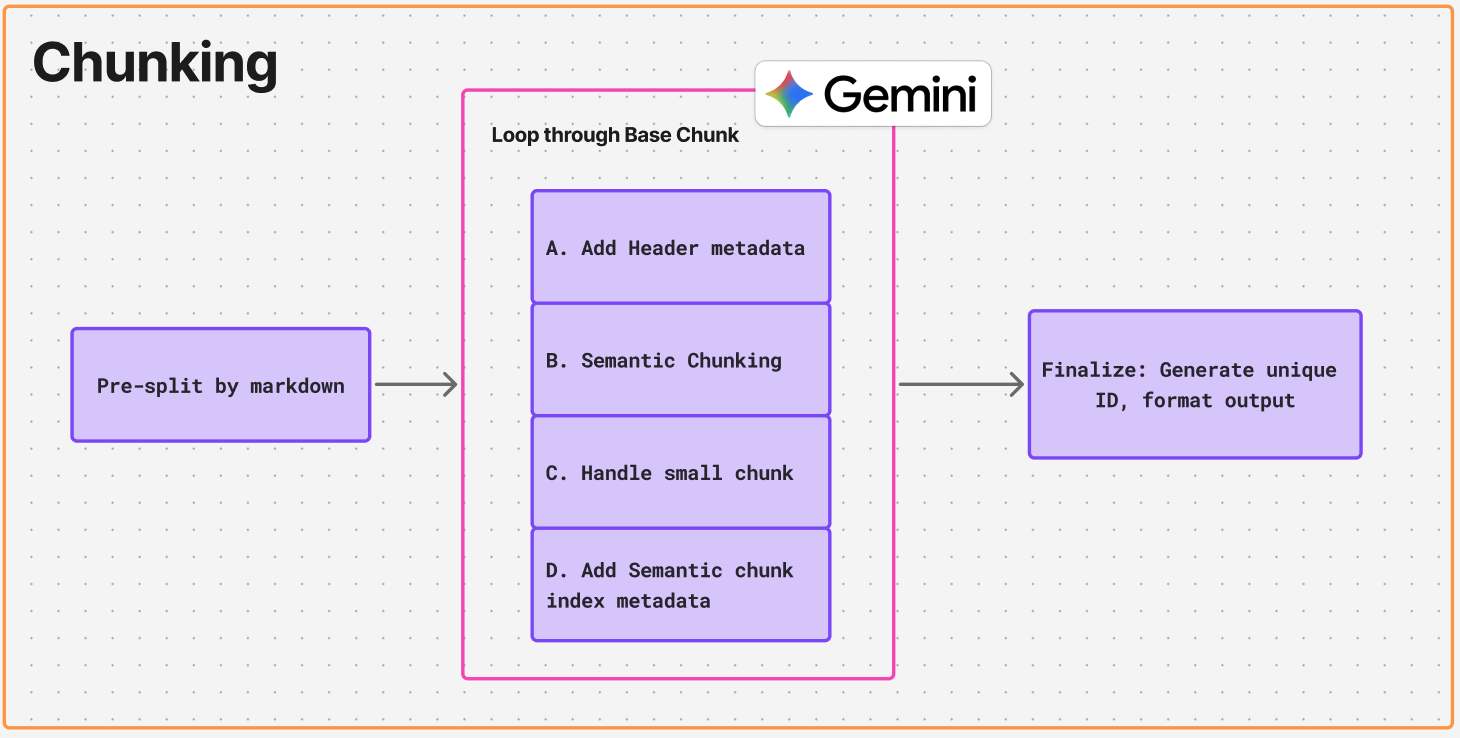 Chunking
Gemini
Loop through Base Chunk
A. Add Header metadata
B. Semantic Chunking
C. Handle small chunk
D. Add Semantic chunk
index metadata
Pre-split by markdown
Finalize: Generate unique
ID, format output